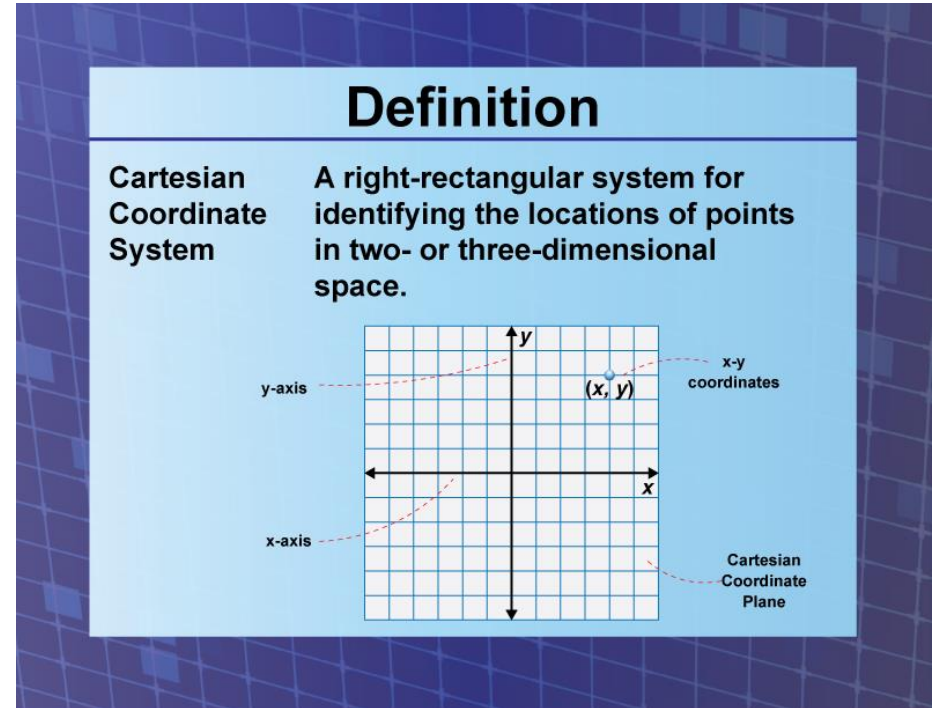 Definition
Cartesian
Coordinate
System
A right-rectangular system for
identifying the locations of points
in two- or three-dimensional
space.
y
x-y
coordinates
y-axis
(x, y)
x
x-axis
Cartesian
Coordinate
Plane